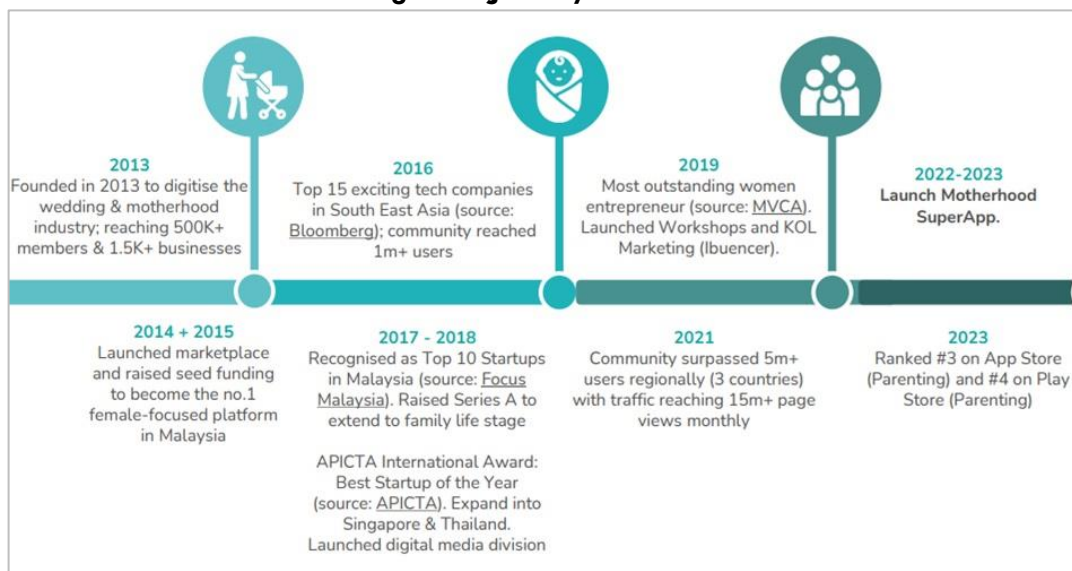 2013
Founded in 2013 to digitise the
wedding & motherhood
industry; reaching 500K+
members & 1.5K+ businesses
2016
Top 15 exciting tech companies
in South East Asia (source:
Bloomberg); community reached
1m+ users
2019
Most outstanding women
entrepreneur (source: MVCA).
Launched Workshops and KOL
Marketing (Ibuencer).
2022-2023
Launch Motherhood
SuperApp.
2014 + 2015
Launched marketplace
and raised seed funding
to become the no.1
female-focused platform
in Malaysia
2017 - 2018
Recognised as Top 10 Startups
in Malaysia (source: Focus
Malaysia). Raised Series A to
extend to family life stage
APICTA International Award:
Best Startup of the Year
(source: APICTA). Expand into
Singapore & Thailand.
Launched digital media division
2021
Community surpassed 5m+
users regionally (3 countries)
with traffic reaching 15m+ page
views monthly
2023
Ranked #3 on App Store
(Parenting) and #4 on Play
Store (Parenting)